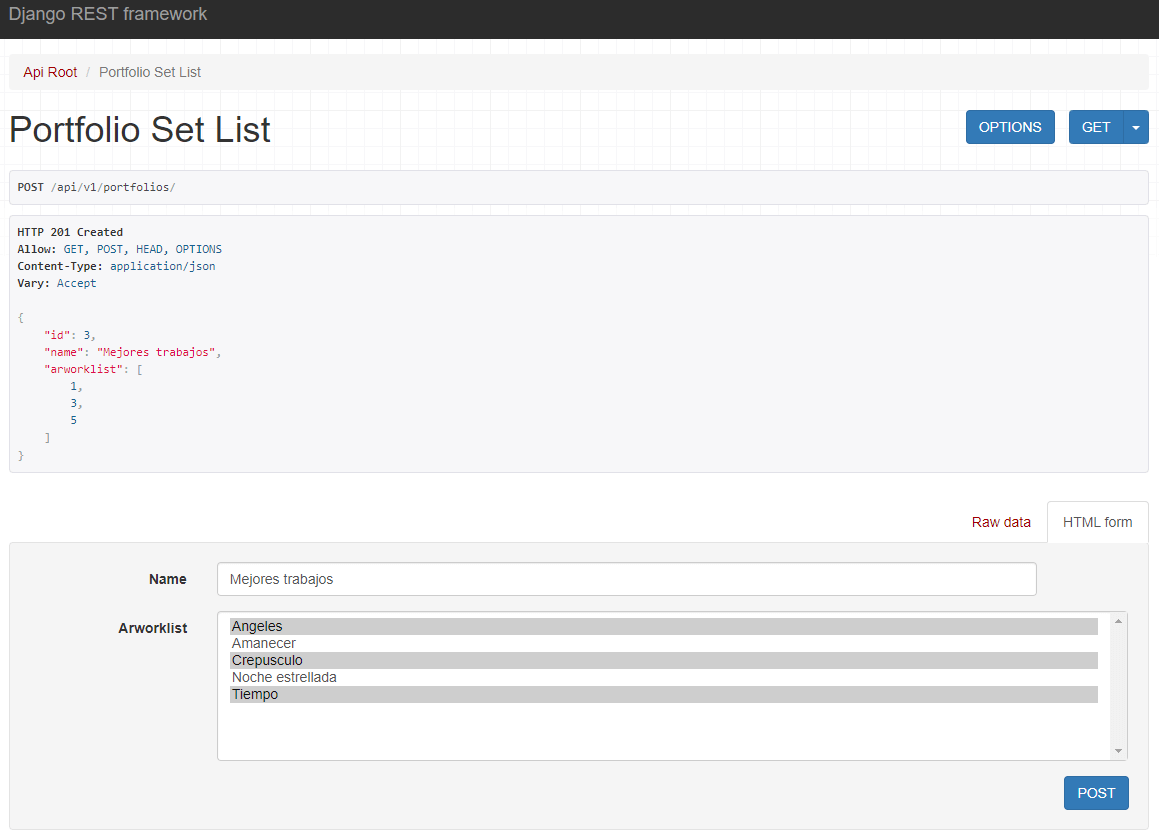 Django REST framework
Api Root / Portfolio Set List
Portfolio Set List
OPTIONS
GET
POST /api/v1/portfolios/
HTTP 201 Created
Allow: GET, POST, HEAD, OPTIONS
Content-Type: application/json
Vary: Accept
{
"id": 3,
"name": "Mejores trabajos",
"arworklist": [
1,
3,
5
]
}
Raw data
HTML form
Name
Mejores trabajos
Arworklist
Angeles
Amanecer
Crepusculo
Noche estrellada
Tiempo
POST